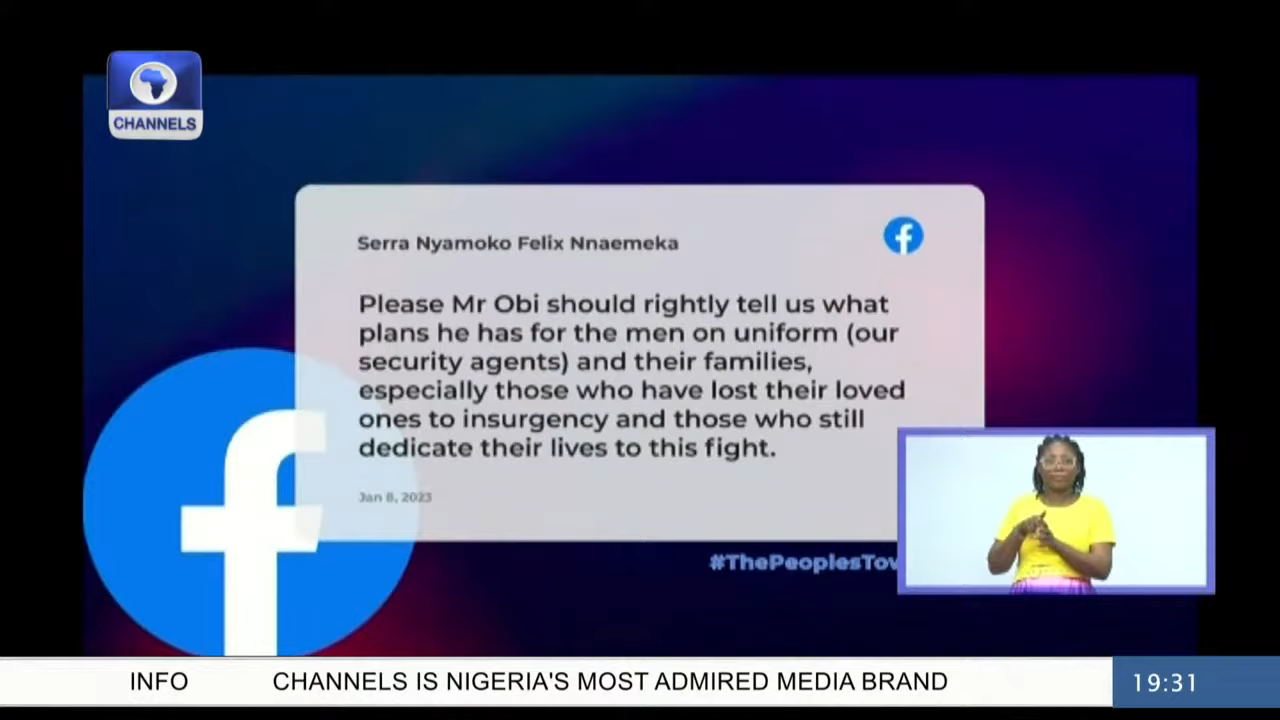 CHANNELS
Serra Nyamoko Felix Nnaemeka
Please Mr Obi should rightly tell us what
plans he has for the men on uniform (our
security agents) and their families,
especially those who have lost their loved
ones to insurgency and those who still
dedicate their lives to this fight.
Jan 8, 2023
#ThePeoplesTow
INFO CHANNELS IS NIGERIA'S MOST ADMIRED MEDIA BRAND 19:31